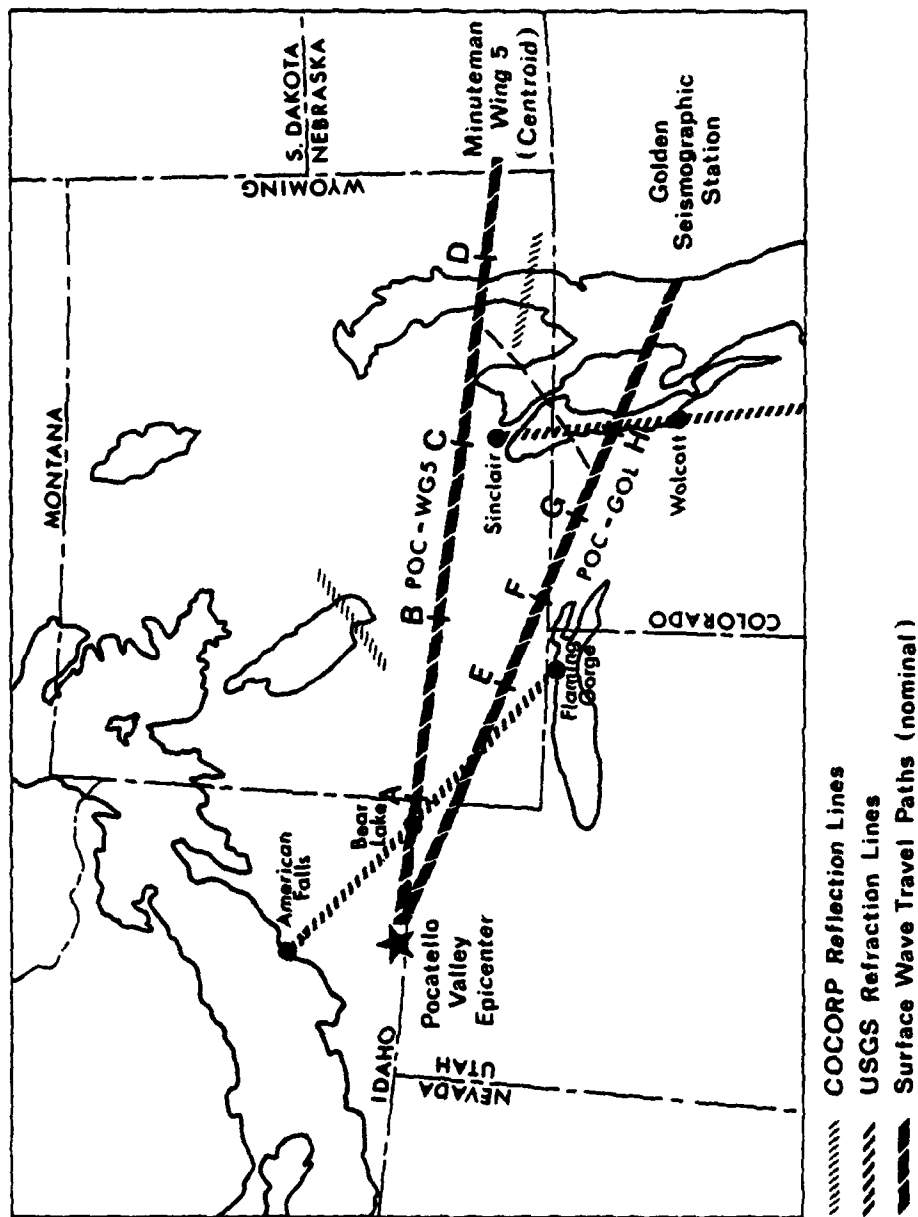 MONTANA
S. DAKOTA
NEBRASKA
WYOMING
IDAHO
NEVADA
UTAH
COLORADO
American
Falls
Bear
Lake
Pocatello
Valley
Epicenter
A
B
POC-WG5
C
D
Minuteman
Wing 5
(Centroid)
Sinclair
E
F
G
POC-GOL
H
Flaming
Gorge
Wolcott
Golden
Seismographic
Station
COCORP Reflection Lines
USGS Refraction Lines
Surface Wave Travel Paths (nominal)